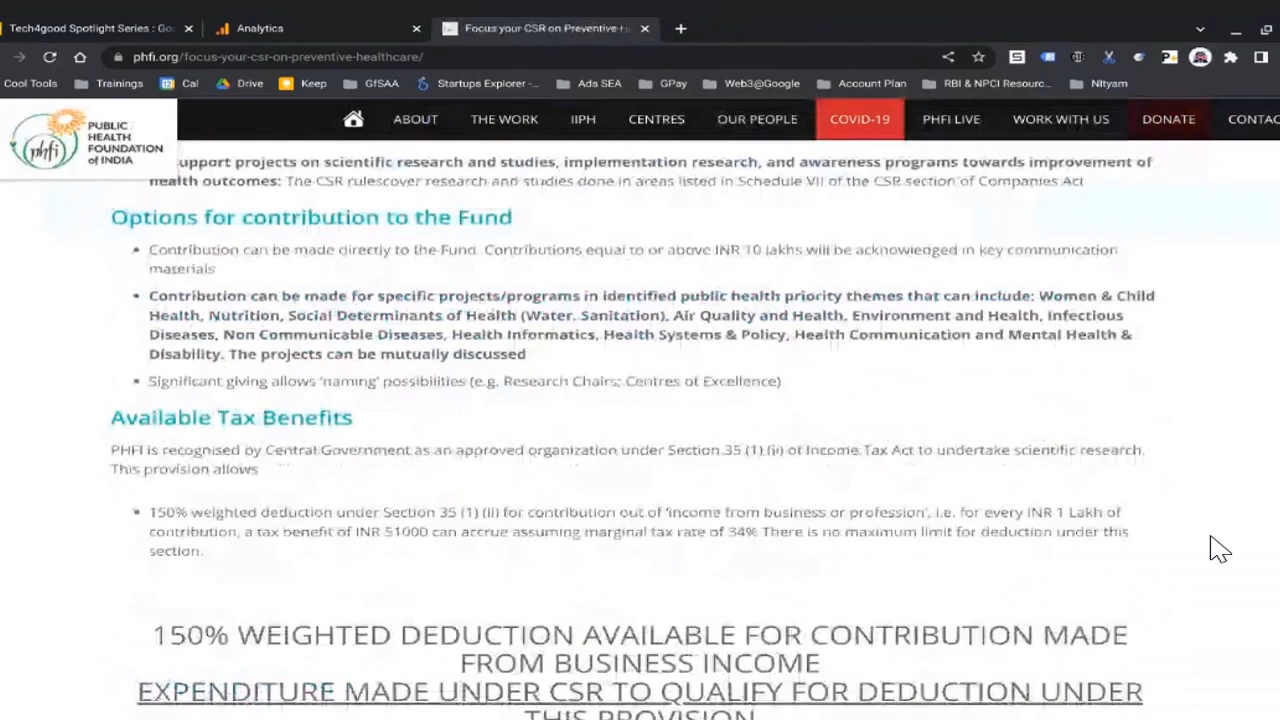 Tech4good Spotlight Series : Go
Analytics
Focus your CSR on Preventive H
phfi.org/focus-your-csr-on-preventive-healthcare/
Cool Tools
Trainings
Cal
Drive
Keep
GfSAA
Startups Explorer -...
Ads SEA
GPay
Web3@Google
Account Plan
RBI & NPCI Resourc...
NItyam
phfi
PUBLIC
HEALTH
FOUNDATION
of INDIA
ABOUT
THE WORK
IIPH
CENTRES
OUR PEOPLE
COVID-19
PHFI LIVE
WORK WITH US
DONATE
CONTAC
support projects on scientific research and studies, implementation research, and awareness programs towards improvement of
health outcomes: The CSR rulescover research and studies done in areas listed in Schedule VII of the CSR section of Companies Act
Options for contribution to the Fund
Contribution can be made directly to the Fund. Contributions equal to or above INR 10 lakhs will be acknowledged in key communication
materials
Contribution can be made for specific projects/programs in identified public health priority themes that can include: Women & Child
Health, Nutrition, Social Determinants of Health (Water, Sanitation), Air Quality and Health, Environment and Health, Infectious
Diseases, Non Communicable Diseases, Health Informatics, Health Systems & Policy, Health Communication and Mental Health &
Disability. The projects can be mutually discussed
Significant giving allows 'naming' possibilities (e.g. Research Chairs; Centres of Excellence)
Available Tax Benefits
PHFI is recognised by Central Government as an approved organization under Section 35 (1) (ii) of Income Tax Act to undertake scientific research.
This provision allows
150% weighted deduction under Section 35 (1) (ii) for contribution out of 'income from business or profession', i.e. for every INR 1 Lakh of
contribution, a tax benefit of INR 51000 can accrue assuming marginal tax rate of 34% There is no maximum limit for deduction under this
section.
150% WEIGHTED DEDUCTION AVAILABLE FOR CONTRIBUTION MADE
FROM BUSINESS INCOME
EXPENDITURE MADE UNDER CSR TO QUALIFY FOR DEDUCTION UNDER
THIS PROVISION